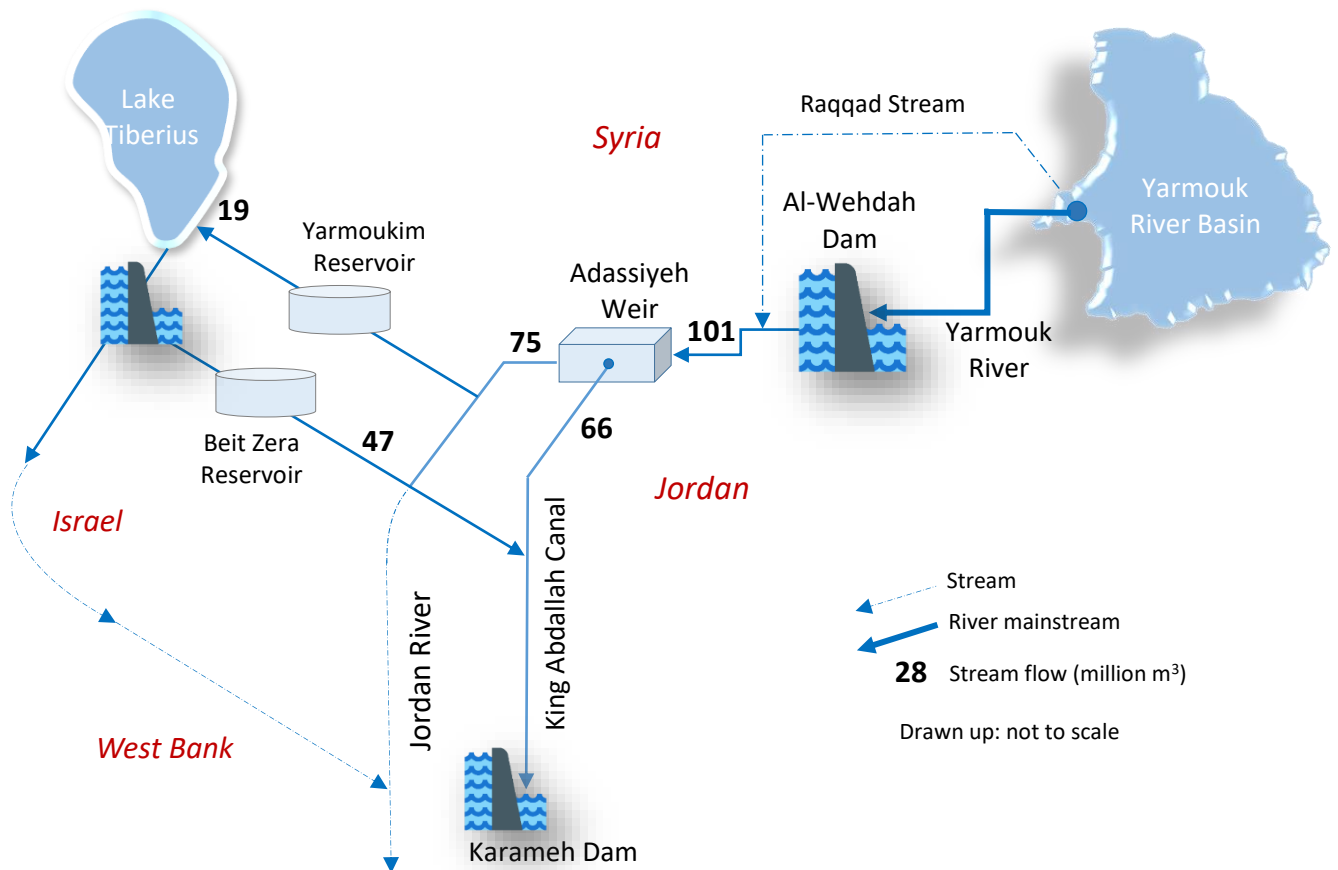 Lake
Tiberius
19
Yarmoukim
Reservoir
Syria
Raqqad Stream
Al-Wehdah
Dam
Yarmouk
River Basin
Adassiyeh
Weir
75
101
Yarmouk
River
66
Beit Zera
Reservoir
47
Jordan
Israel
King Abdallah Canal
Jordan River
West Bank
Karameh Dam
Stream
River mainstream
28 Stream flow (million m³)
Drawn up: not to scale